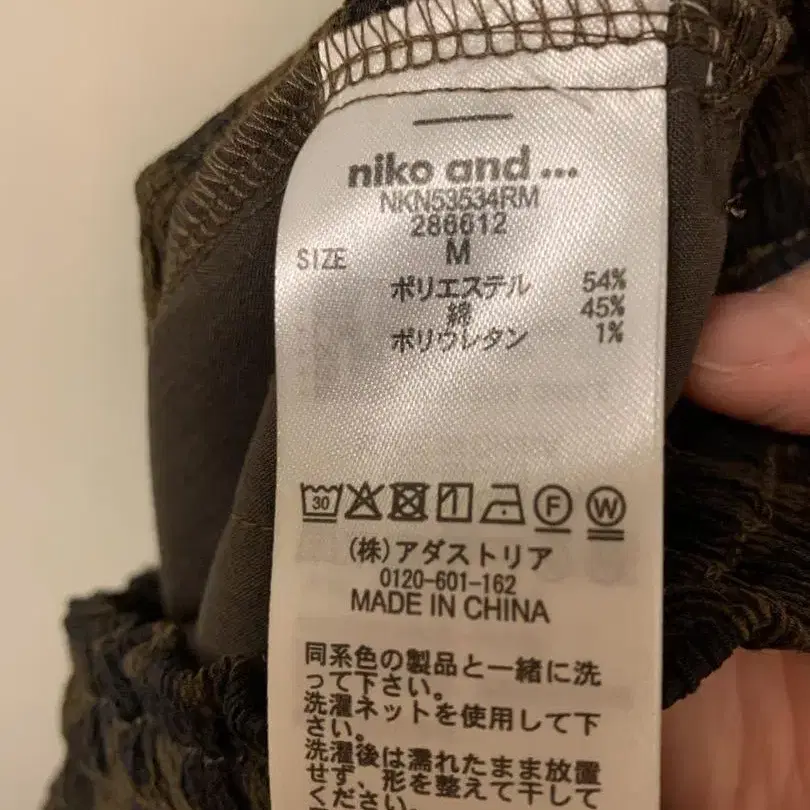 niko and ...
NKN53534RM
286612
SIZE M
ポリエステル 54%
綿 45%
ポリウレタン 1%
30 F W
(株)アダストリア
0120-601-162
MADE IN CHINA
同系色の製品と一緒に洗
って下さい。
洗濯ネットを使用して下
さい。
洗濯後は濡れたまま放置
せず、形を整えて干して
ください。